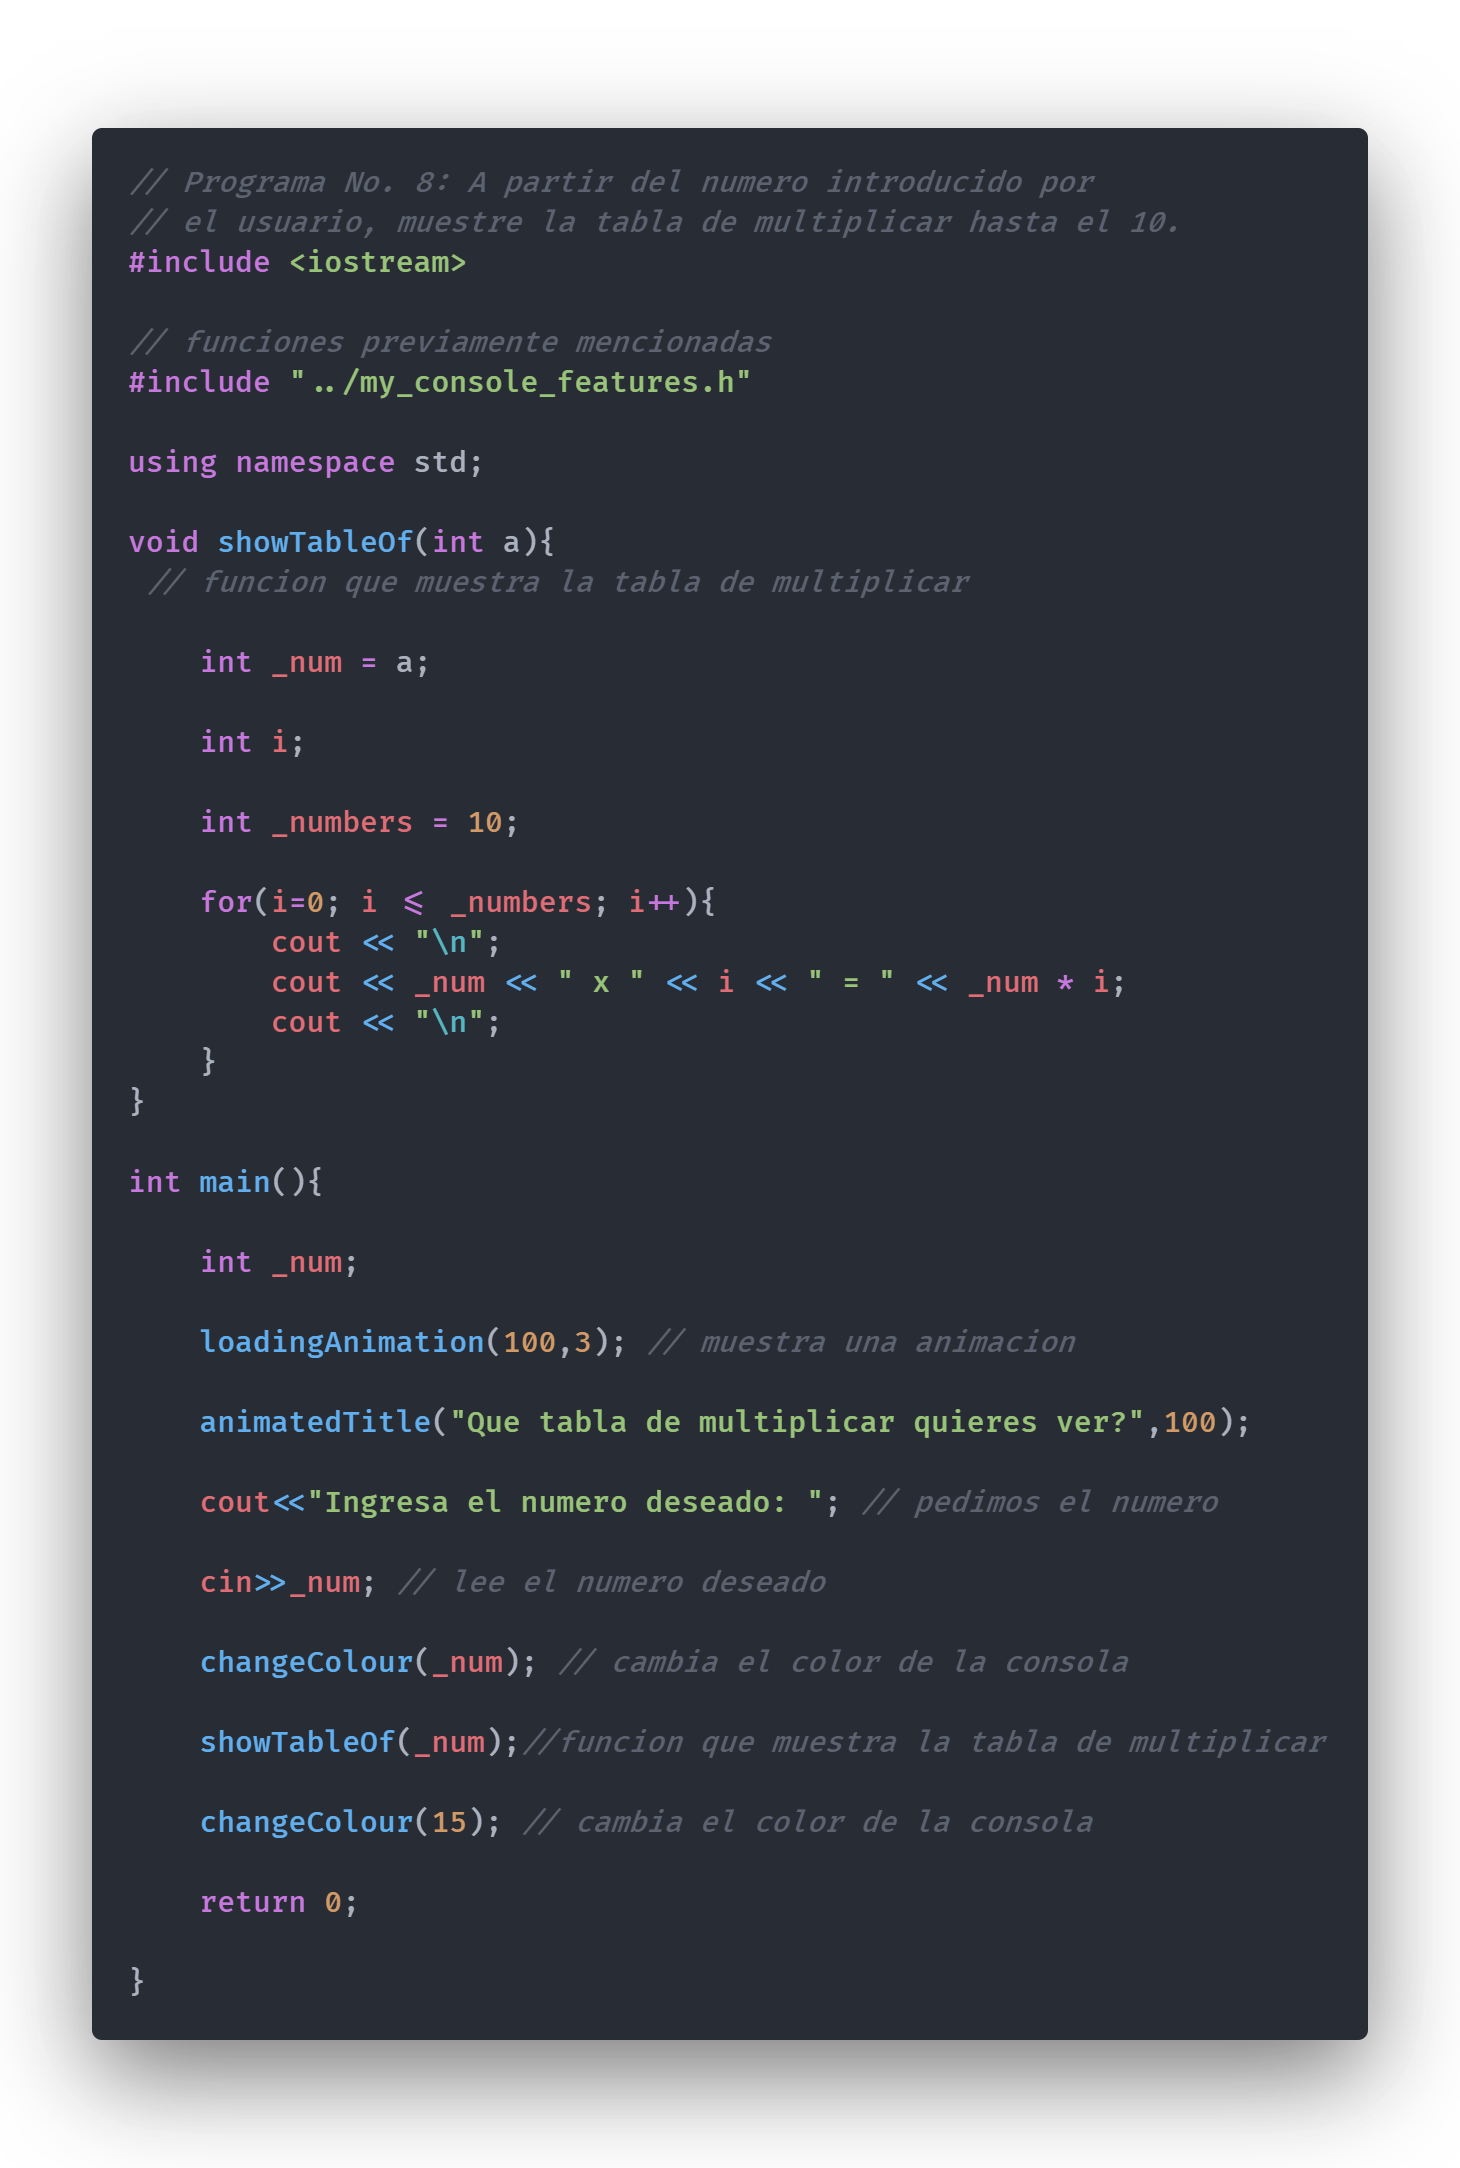 // Programa No. 8: A partir del numero introducido por
// el usuario, muestre la tabla de multiplicar hasta el 10.
#include <iostream>
// funciones previamente mencionadas
#include "../my_console_features.h"
using namespace std;
void showTableOf(int a){
// funcion que muestra la tabla de multiplicar
int _num = a;
int i;
int _numbers = 10;
for(i=0; i <= _numbers; i++){
cout << "\n";
cout << _num << " x " << i << " = " << _num * i;
cout << "\n";
}
}
int main(){
int _num;
loadingAnimation(100,3); // muestra una animacion
animatedTitle("Que tabla de multiplicar quieres ver?",100);
cout<<"Ingresa el numero deseado: "; // pedimos el numero
cin>>_num; // lee el numero deseado
changeColour(_num); // cambia el color de la consola
showTableOf(_num);//funcion que muestra la tabla de multiplicar
changeColour(15); // cambia el color de la consola
return 0;
}